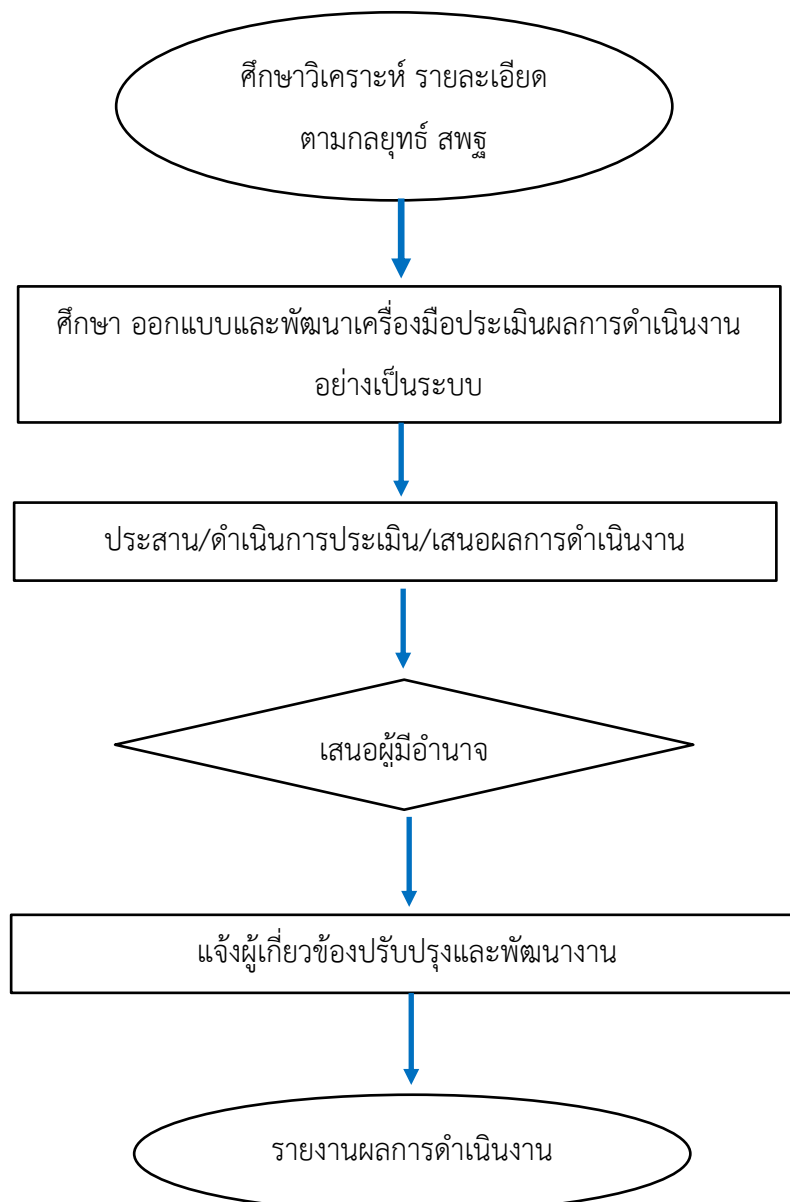 ศึกษาวิเคราะห์ รายละเอียด
ตามกลยุทธ์ สพฐ
ศึกษา ออกแบบและพัฒนาเครื่องมือประเมินผลการดำเนินงาน
อย่างเป็นระบบ
ประสาน/ดำเนินการประเมิน/เสนอผลการดำเนินงาน
เสนอผู้มีอำนาจ
แจ้งผู้เกี่ยวข้องปรับปรุงและพัฒนางาน
รายงานผลการดำเนินงาน